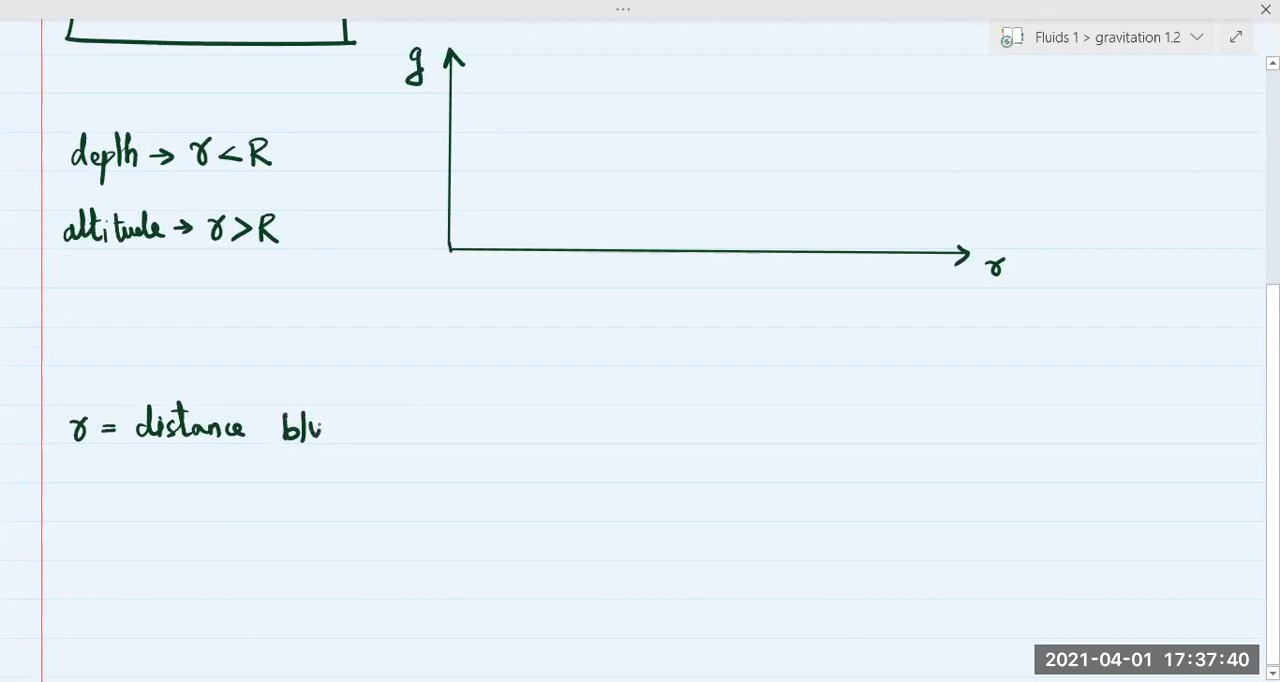 ...
Fluids 1 > gravitation 1.2
g
depth → r < R
altitude → r > R
r
r = distance b/w
2021-04-01 17:37:40